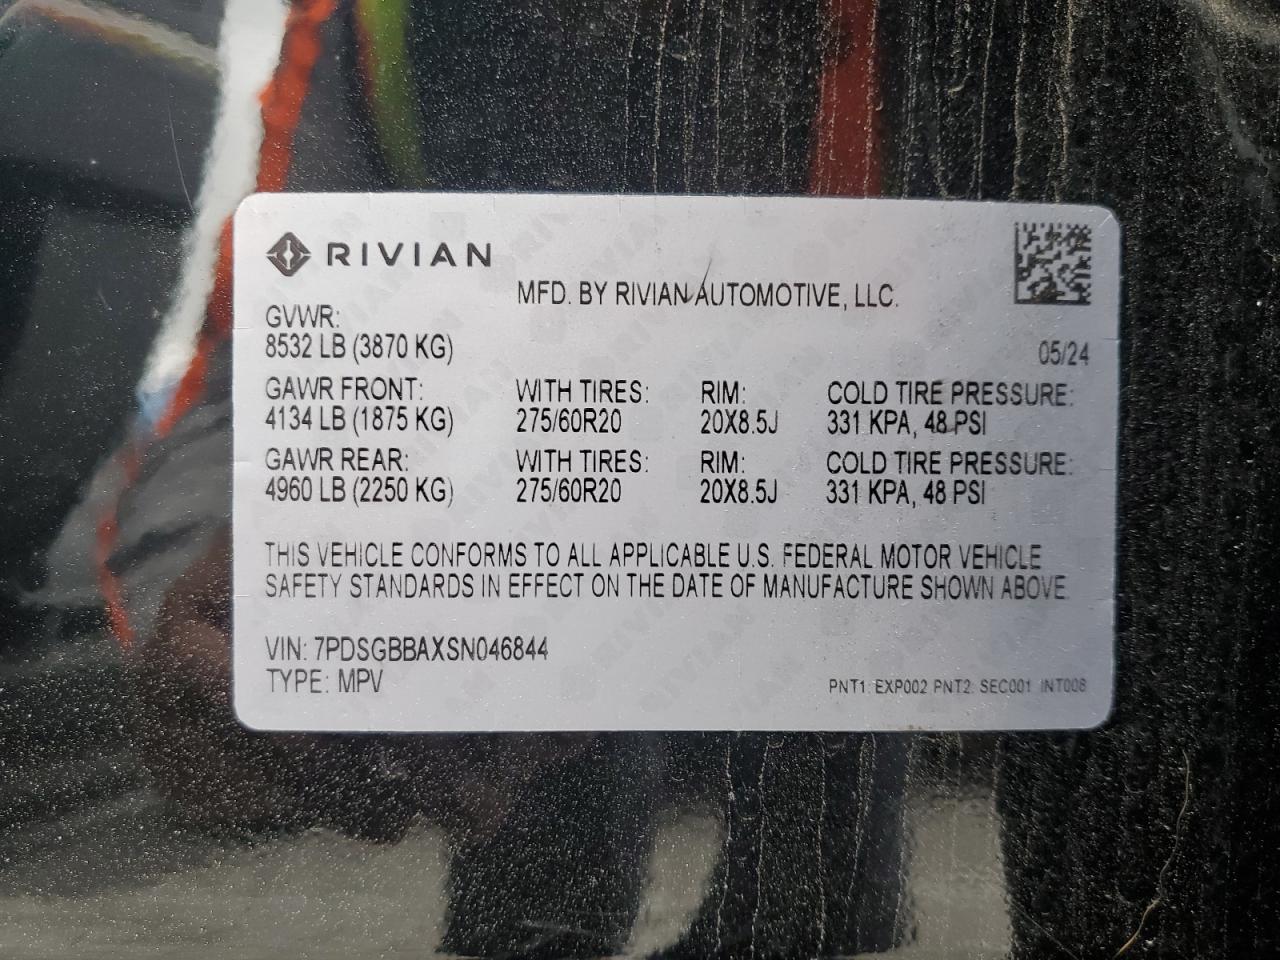 RIVIAN
MFD. BY RIVIAN AUTOMOTIVE, LLC.
GVWR:
8532 LB (3870 KG)
05/24
GAWR FRONT: WITH TIRES: RIM: COLD TIRE PRESSURE:
4134 LB (1875 KG) 275/60R20 20X8.5J 331 KPA, 48 PSI
GAWR REAR: WITH TIRES: RIM: COLD TIRE PRESSURE:
4960 LB (2250 KG) 275/60R20 20X8.5J 331 KPA, 48 PSI
THIS VEHICLE CONFORMS TO ALL APPLICABLE U.S. FEDERAL MOTOR VEHICLE
SAFETY STANDARDS IN EFFECT ON THE DATE OF MANUFACTURE SHOWN ABOVE.
VIN: 7PDSGBBAXSN046844
TYPE: MPV
PNT1: EXP002 PNT2: SEC001 INT008